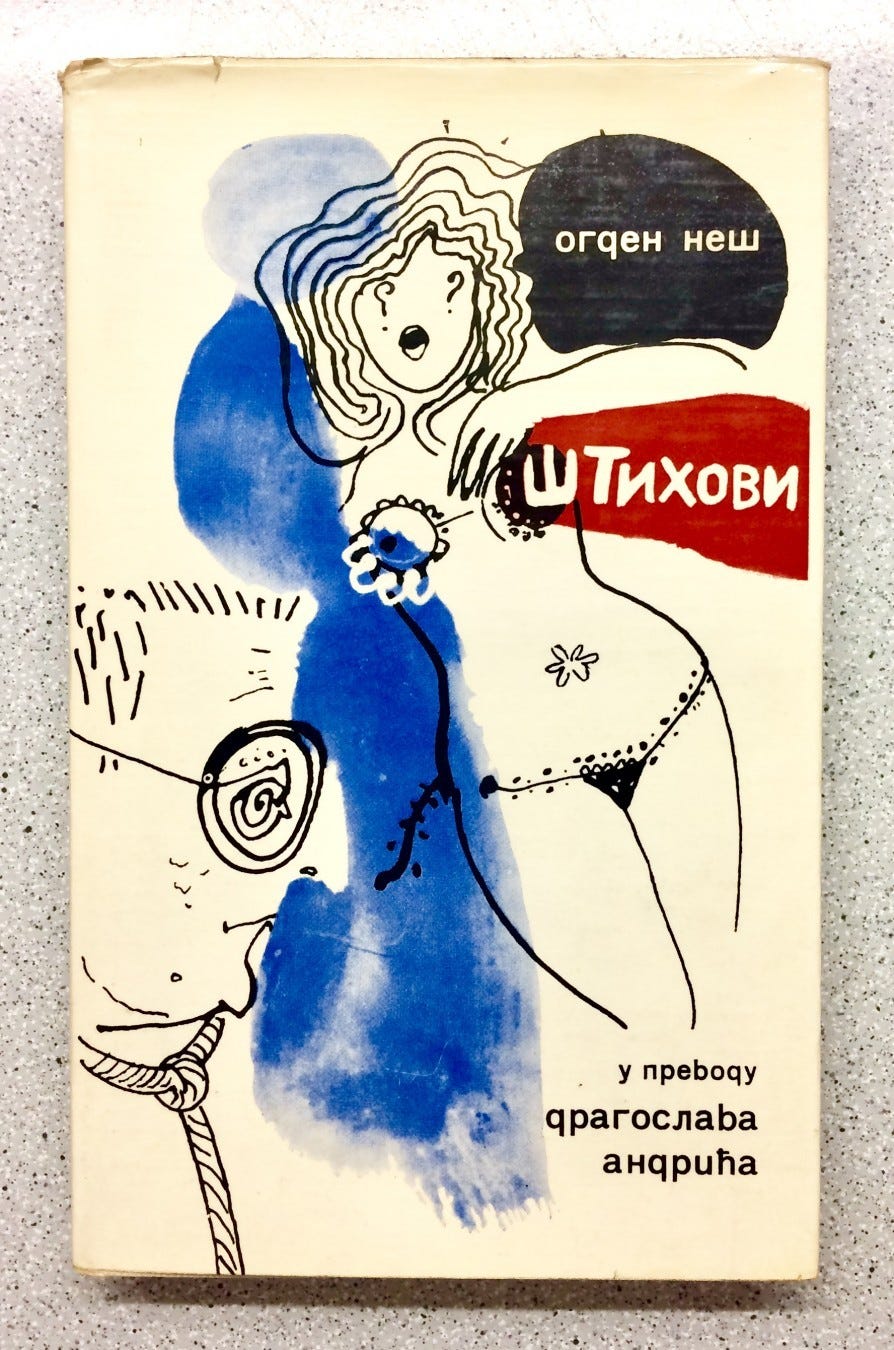 огден неш
штихови
у преводу
драгослава
андрића